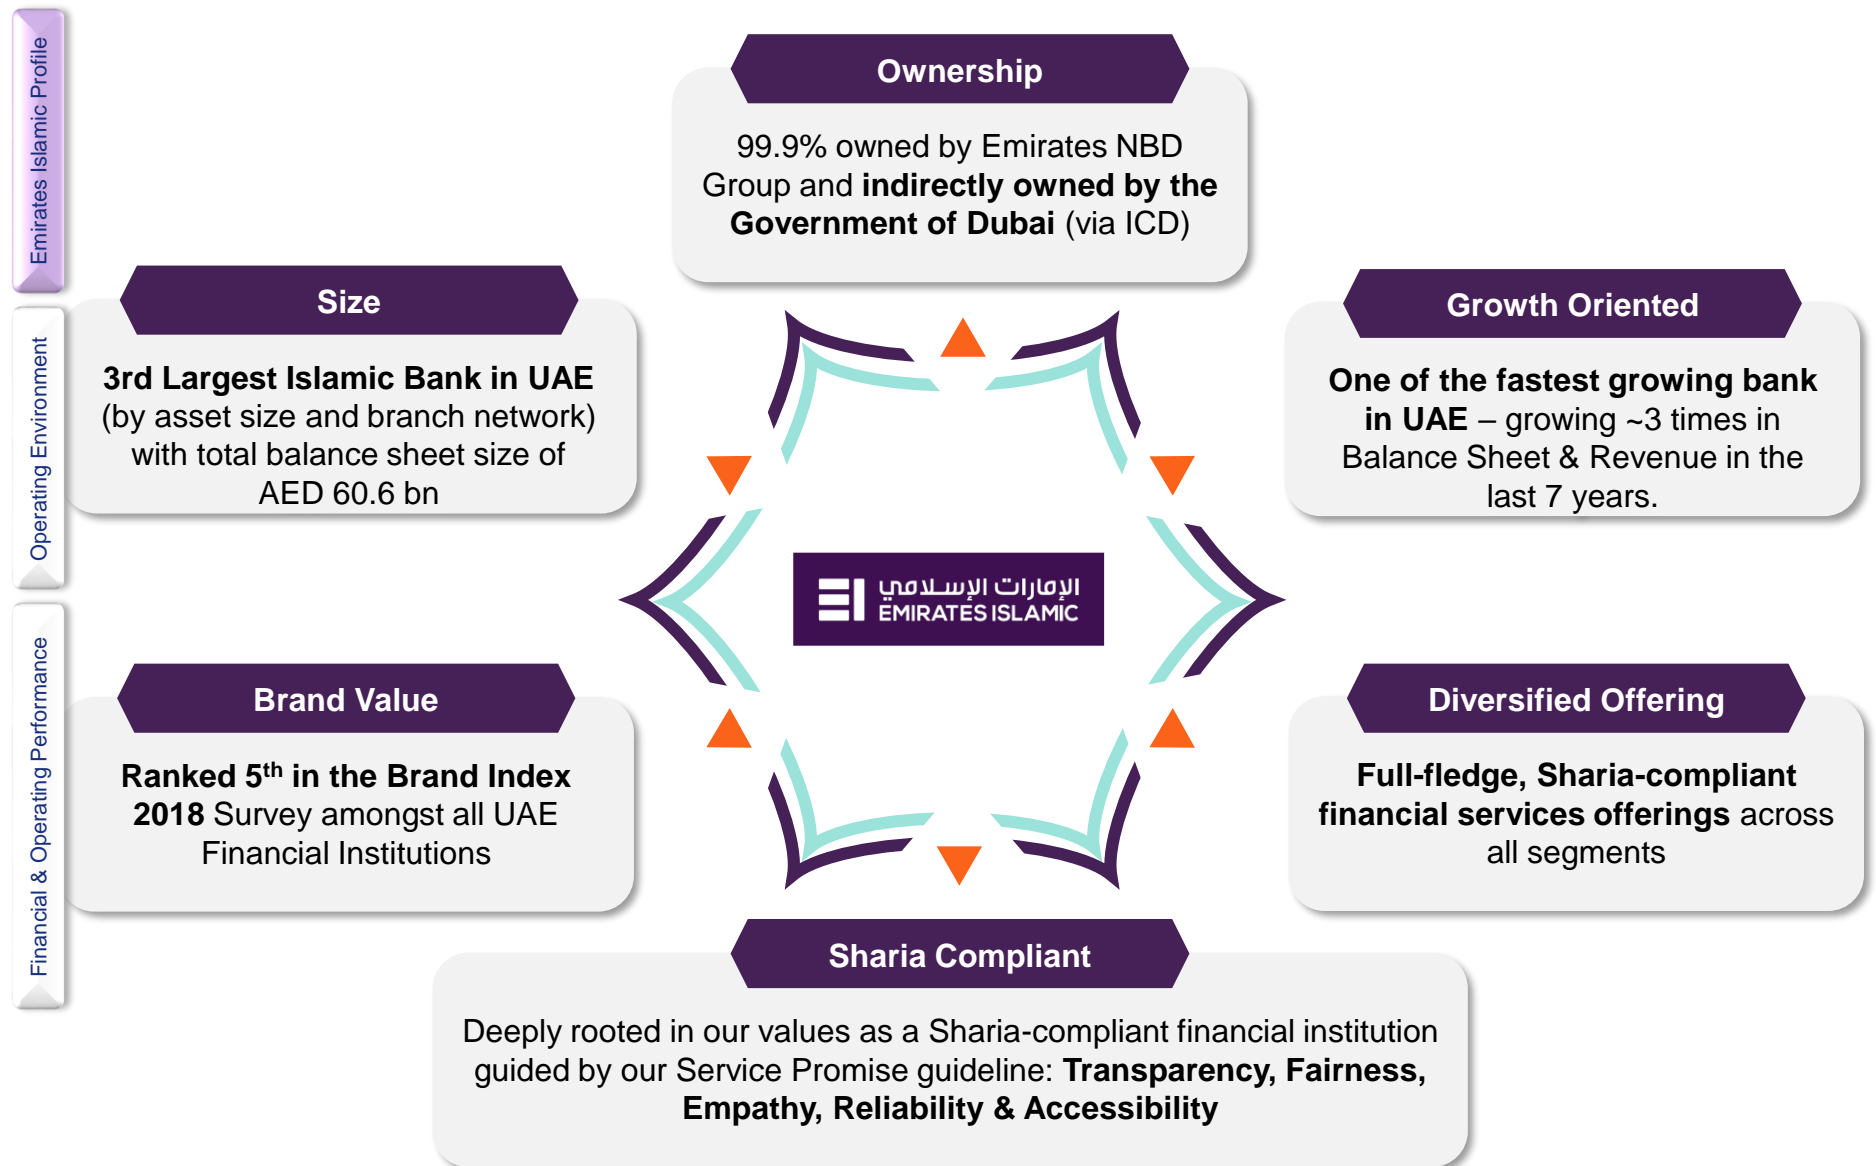 Emirates Islamic Profile
Operating Environment
Financial & Operating Performance
Ownership
99.9% owned by Emirates NBD
Group and indirectly owned by the
Government of Dubai (via ICD)
Size
3rd Largest Islamic Bank in UAE
(by asset size and branch network)
with total balance sheet size of
AED 60.6 bn
Growth Oriented
One of the fastest growing bank
in UAE – growing ~3 times in
Balance Sheet & Revenue in the
last 7 years.
الإمارات الإسلامي
EMIRATES ISLAMIC
Brand Value
Ranked 5th in the Brand Index
2018 Survey amongst all UAE
Financial Institutions
Diversified Offering
Full-fledge, Sharia-compliant
financial services offerings across
all segments
Sharia Compliant
Deeply rooted in our values as a Sharia-compliant financial institution
guided by our Service Promise guideline: Transparency, Fairness,
Empathy, Reliability & Accessibility